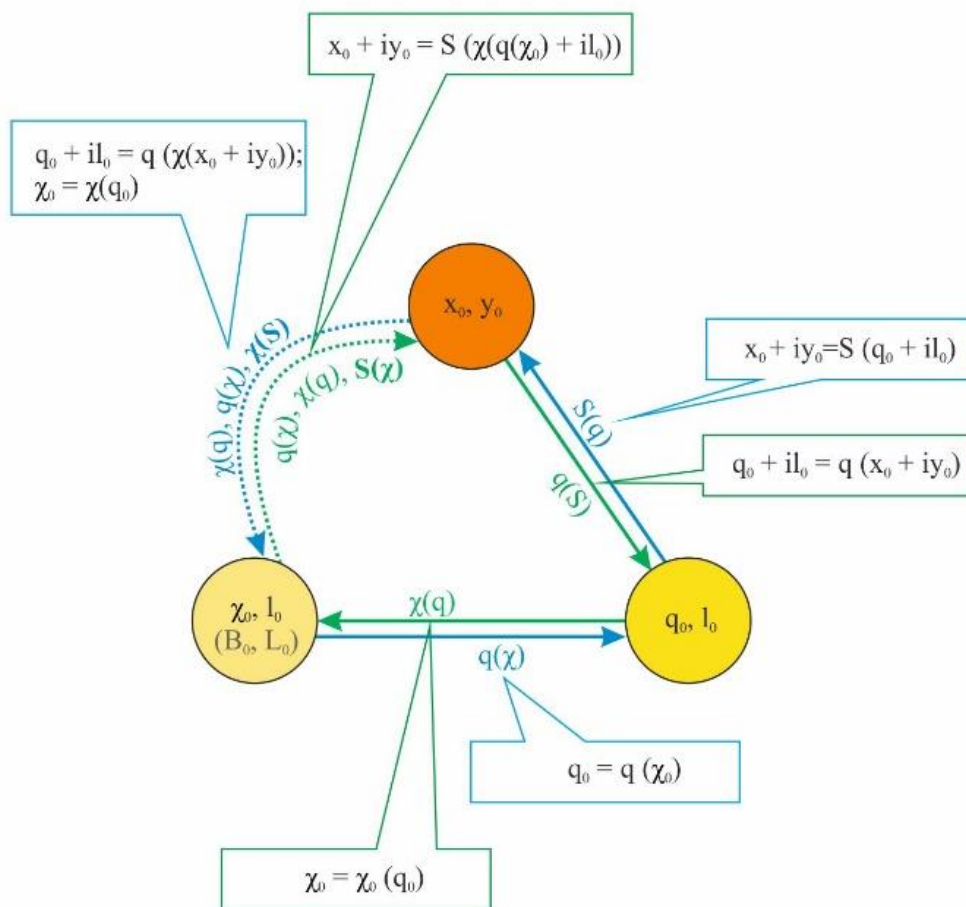 x₀ + iy₀ = S (χ(q(χ₀) + il₀))
q₀ + il₀ = q (χ(x₀ + iy₀));
χ₀ = χ(q₀)
x₀, y₀
χ(q), q(χ), χ(S)
q(χ), χ(q), S(χ)
S(q)
x₀ + iy₀=S (q₀ + il₀)
q(S)
q₀ + il₀ = q (x₀ + iy₀)
χ₀, l₀
(B₀, L₀)
χ(q)
q(χ)
q₀, l₀
q₀ = q (χ₀)
χ₀ = χ₀ (q₀)